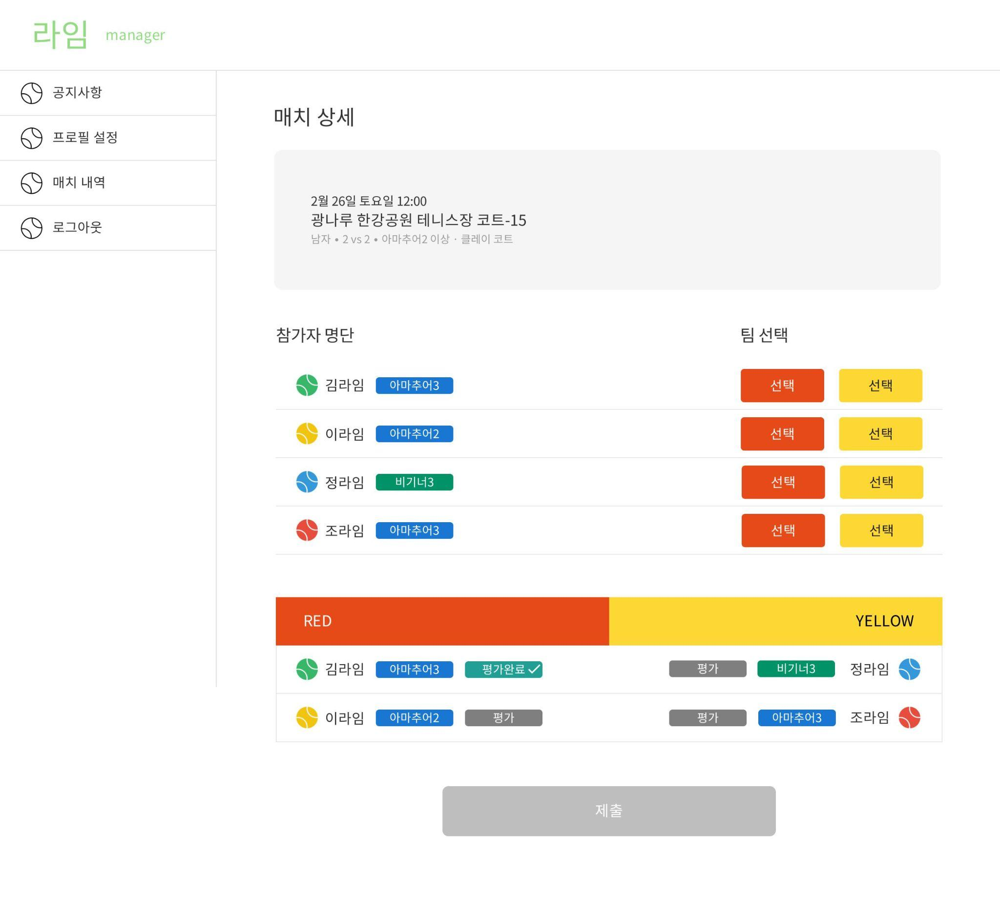 라임 manager
공지사항
프로필 설정
매치 내역
로그아웃
매치 상세
2월 26일 토요일 12:00
광나루 한강공원 테니스장 코트-15
남자 • 2 vs 2 • 아마추어2 이상 · 클레이 코트
참가자 명단 팀 선택
김라임 아마추어3 선택 선택
이라임 아마추어2 선택 선택
정라임 비기너3 선택 선택
조라임 아마추어3 선택 선택
RED YELLOW
김라임 아마추어3 평가완료 평가 비기너3 정라임
이라임 아마추어2 평가 평가 아마추어3 조라임
제출